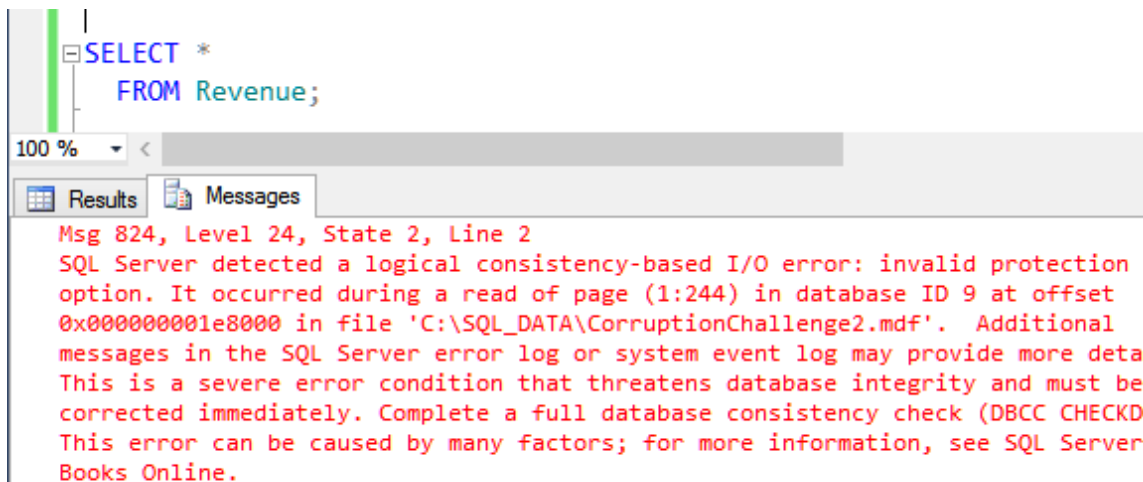 SELECT *
FROM Revenue;
100 %
Results Messages
Msg 824, Level 24, State 2, Line 2
SQL Server detected a logical consistency-based I/O error: invalid protection
option. It occurred during a read of page (1:244) in database ID 9 at offset
0x000000001e8000 in file 'C:\SQL_DATA\CorruptionChallenge2.mdf'.  Additional
messages in the SQL Server error log or system event log may provide more deta
This is a severe error condition that threatens database integrity and must be
corrected immediately. Complete a full database consistency check (DBCC CHECKD
This error can be caused by many factors; for more information, see SQL Server
Books Online.